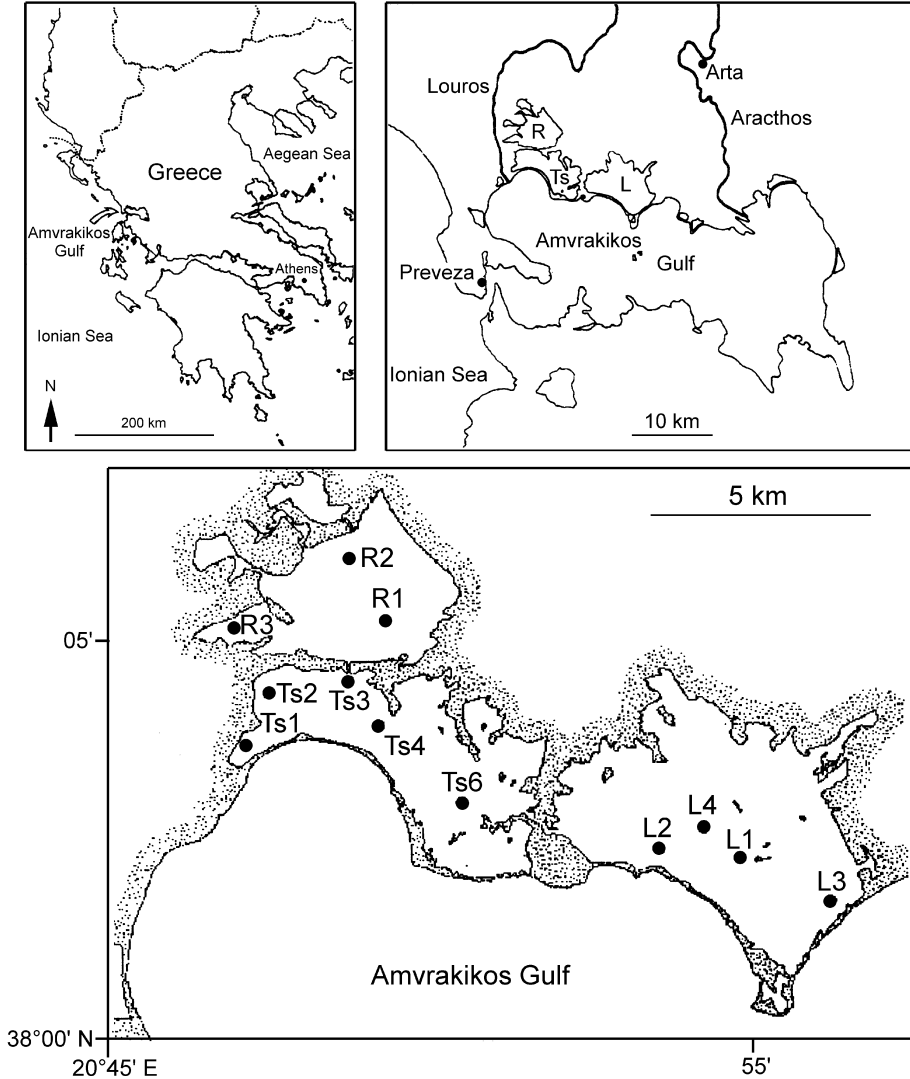 Greece
Aegean Sea
Amvrakikos
Gulf
Athens
Ionian Sea
N
200 km
Louros
Arta
Aracthos
R
Ts
L
Amvrakikos
Gulf
Preveza
Ionian Sea
10 km
5 km
R2
R1
R3
05'
Ts2
Ts3
Ts1
Ts4
Ts6
L4
L2
L1
L3
Amvrakikos Gulf
38°00' N
20°45' E
55'